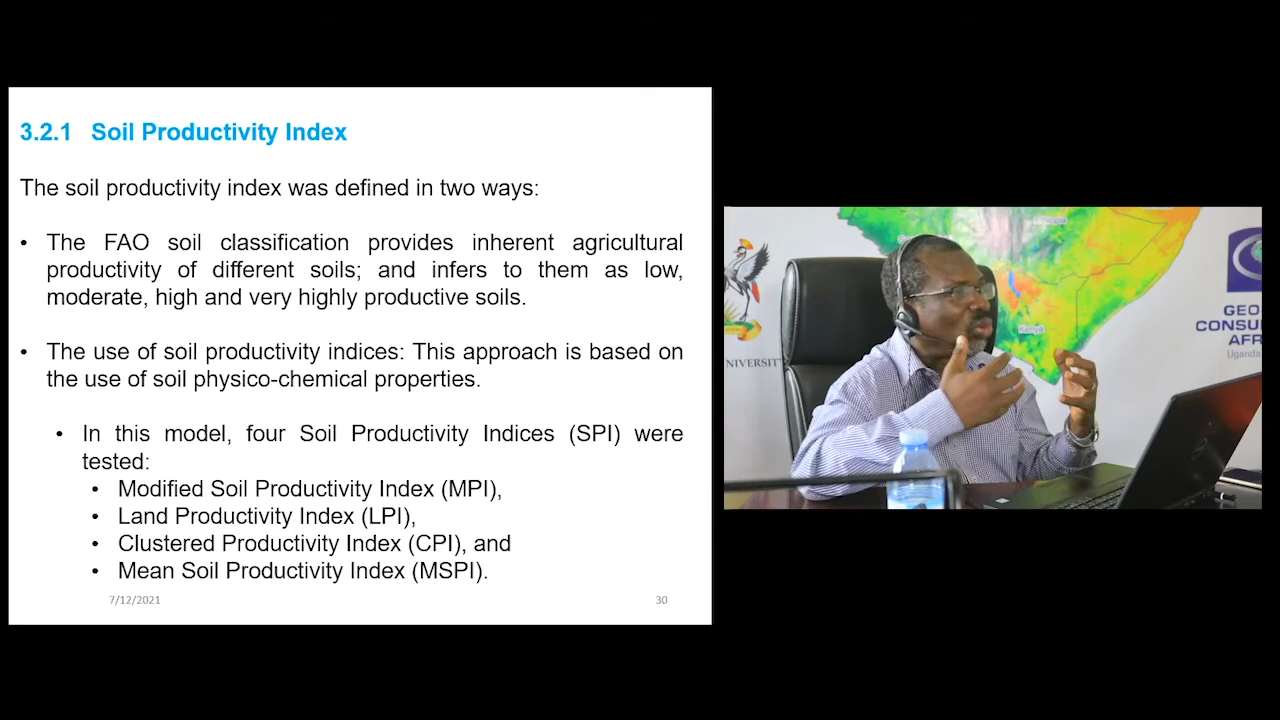 3.2.1 Soil Productivity Index
The soil productivity index was defined in two ways:
• The FAO soil classification provides inherent agricultural
productivity of different soils; and infers to them as low,
moderate, high and very highly productive soils.
• The use of soil productivity indices: This approach is based on
the use of soil physico-chemical properties.
• In this model, four Soil Productivity Indices (SPI) were
tested:
• Modified Soil Productivity Index (MPI),
• Land Productivity Index (LPI),
• Clustered Productivity Index (CPI), and
• Mean Soil Productivity Index (MSPI).
7/12/2021 30
Ethiopia
Kenya
UNIVERSIT
GEO
CONSU
AFR
Uganda